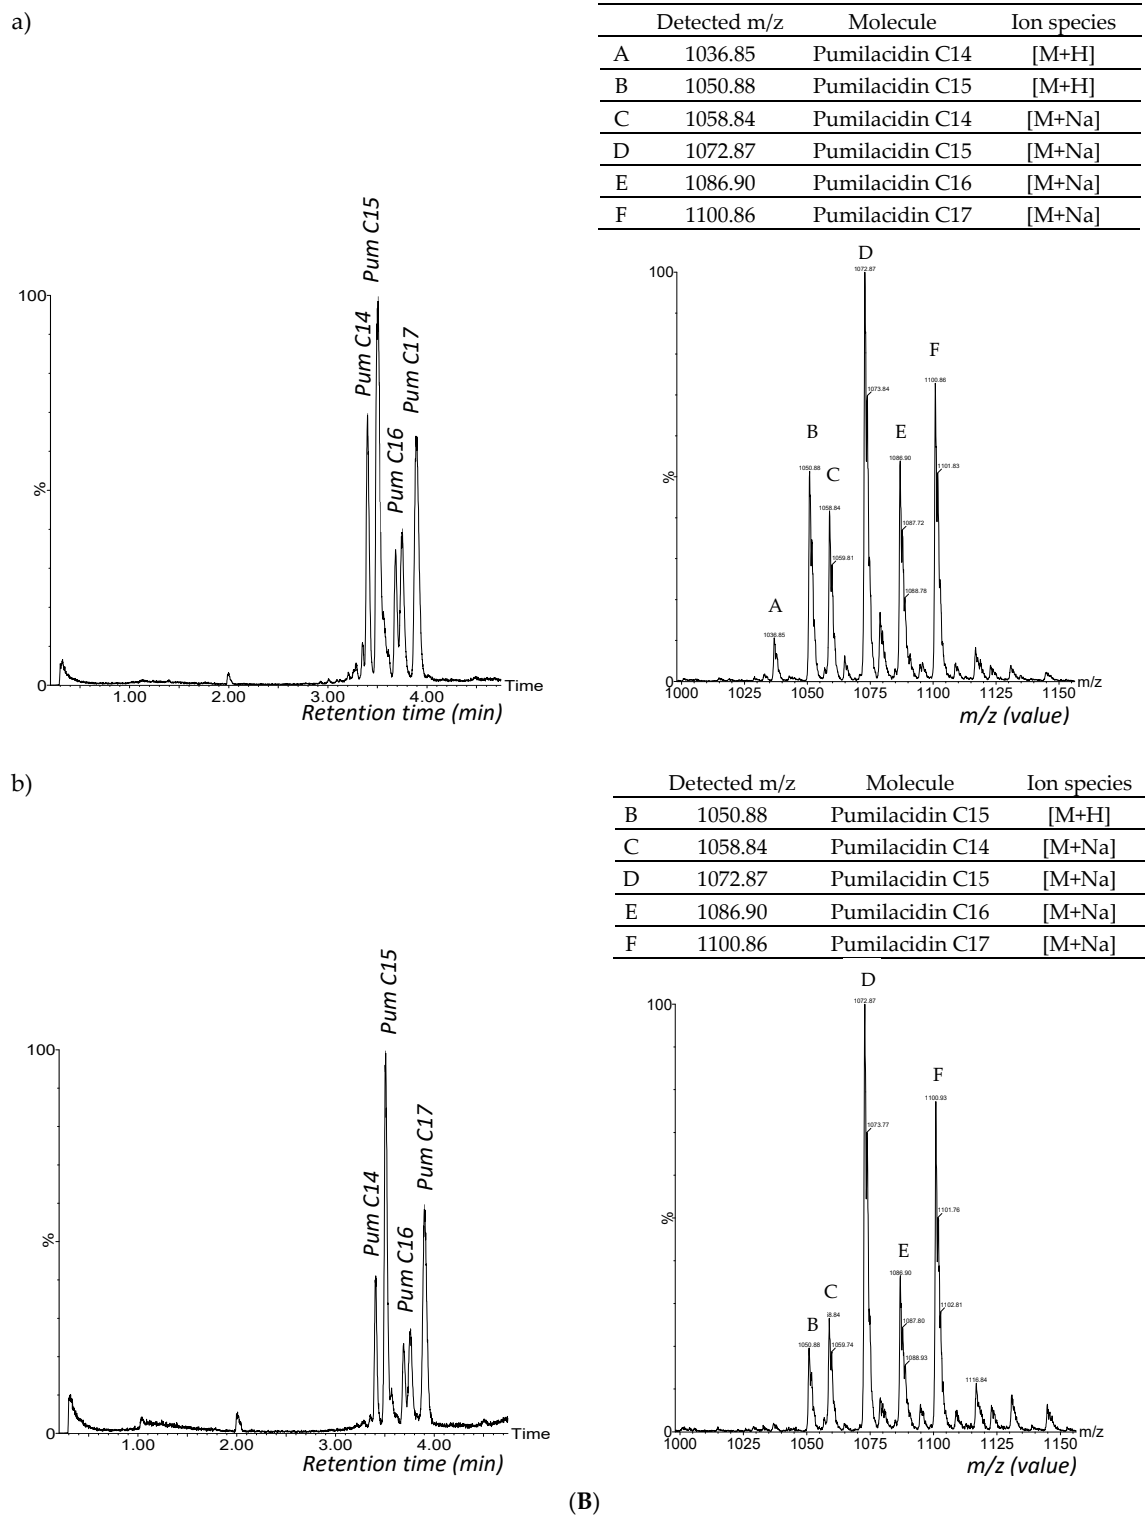 a)
Detected m/z Molecule Ion species
A 1036.85 Pumilacidin C14 [M+H]
B 1050.88 Pumilacidin C15 [M+H]
C 1058.84 Pumilacidin C14 [M+Na]
D 1072.87 Pumilacidin C15 [M+Na]
E 1086.90 Pumilacidin C16 [M+Na]
F 1100.86 Pumilacidin C17 [M+Na]
Pum C14
Pum C15
Pum C16
Pum C17
100
%
0
1.00 2.00 3.00 4.00
Time
Retention time (min)
D
1072.87
100
1073.84
F
1100.86
B
1050.88
E
1086.90
C
1058.84
1101.83
%
1087.72
1059.81
1088.78
A
1036.85
0
1000 1025 1050 1075 1100 1125 1150
m/z
m/z (value)
b)
Detected m/z Molecule Ion species
B 1050.88 Pumilacidin C15 [M+H]
C 1058.84 Pumilacidin C14 [M+Na]
D 1072.87 Pumilacidin C15 [M+Na]
E 1086.90 Pumilacidin C16 [M+Na]
F 1100.86 Pumilacidin C17 [M+Na]
Pum C14
Pum C15
Pum C16
Pum C17
100
%
0
1.00 2.00 3.00 4.00
Time
Retention time (min)
D
1072.87
100
F
1100.93
1073.77
1101.76
%
E
1086.90
C
58.84
1102.81
1087.80
B
1050.88
1059.74
1088.93
1116.84
0
1000 1025 1050 1075 1100 1125 1150
m/z
m/z (value)
(B)